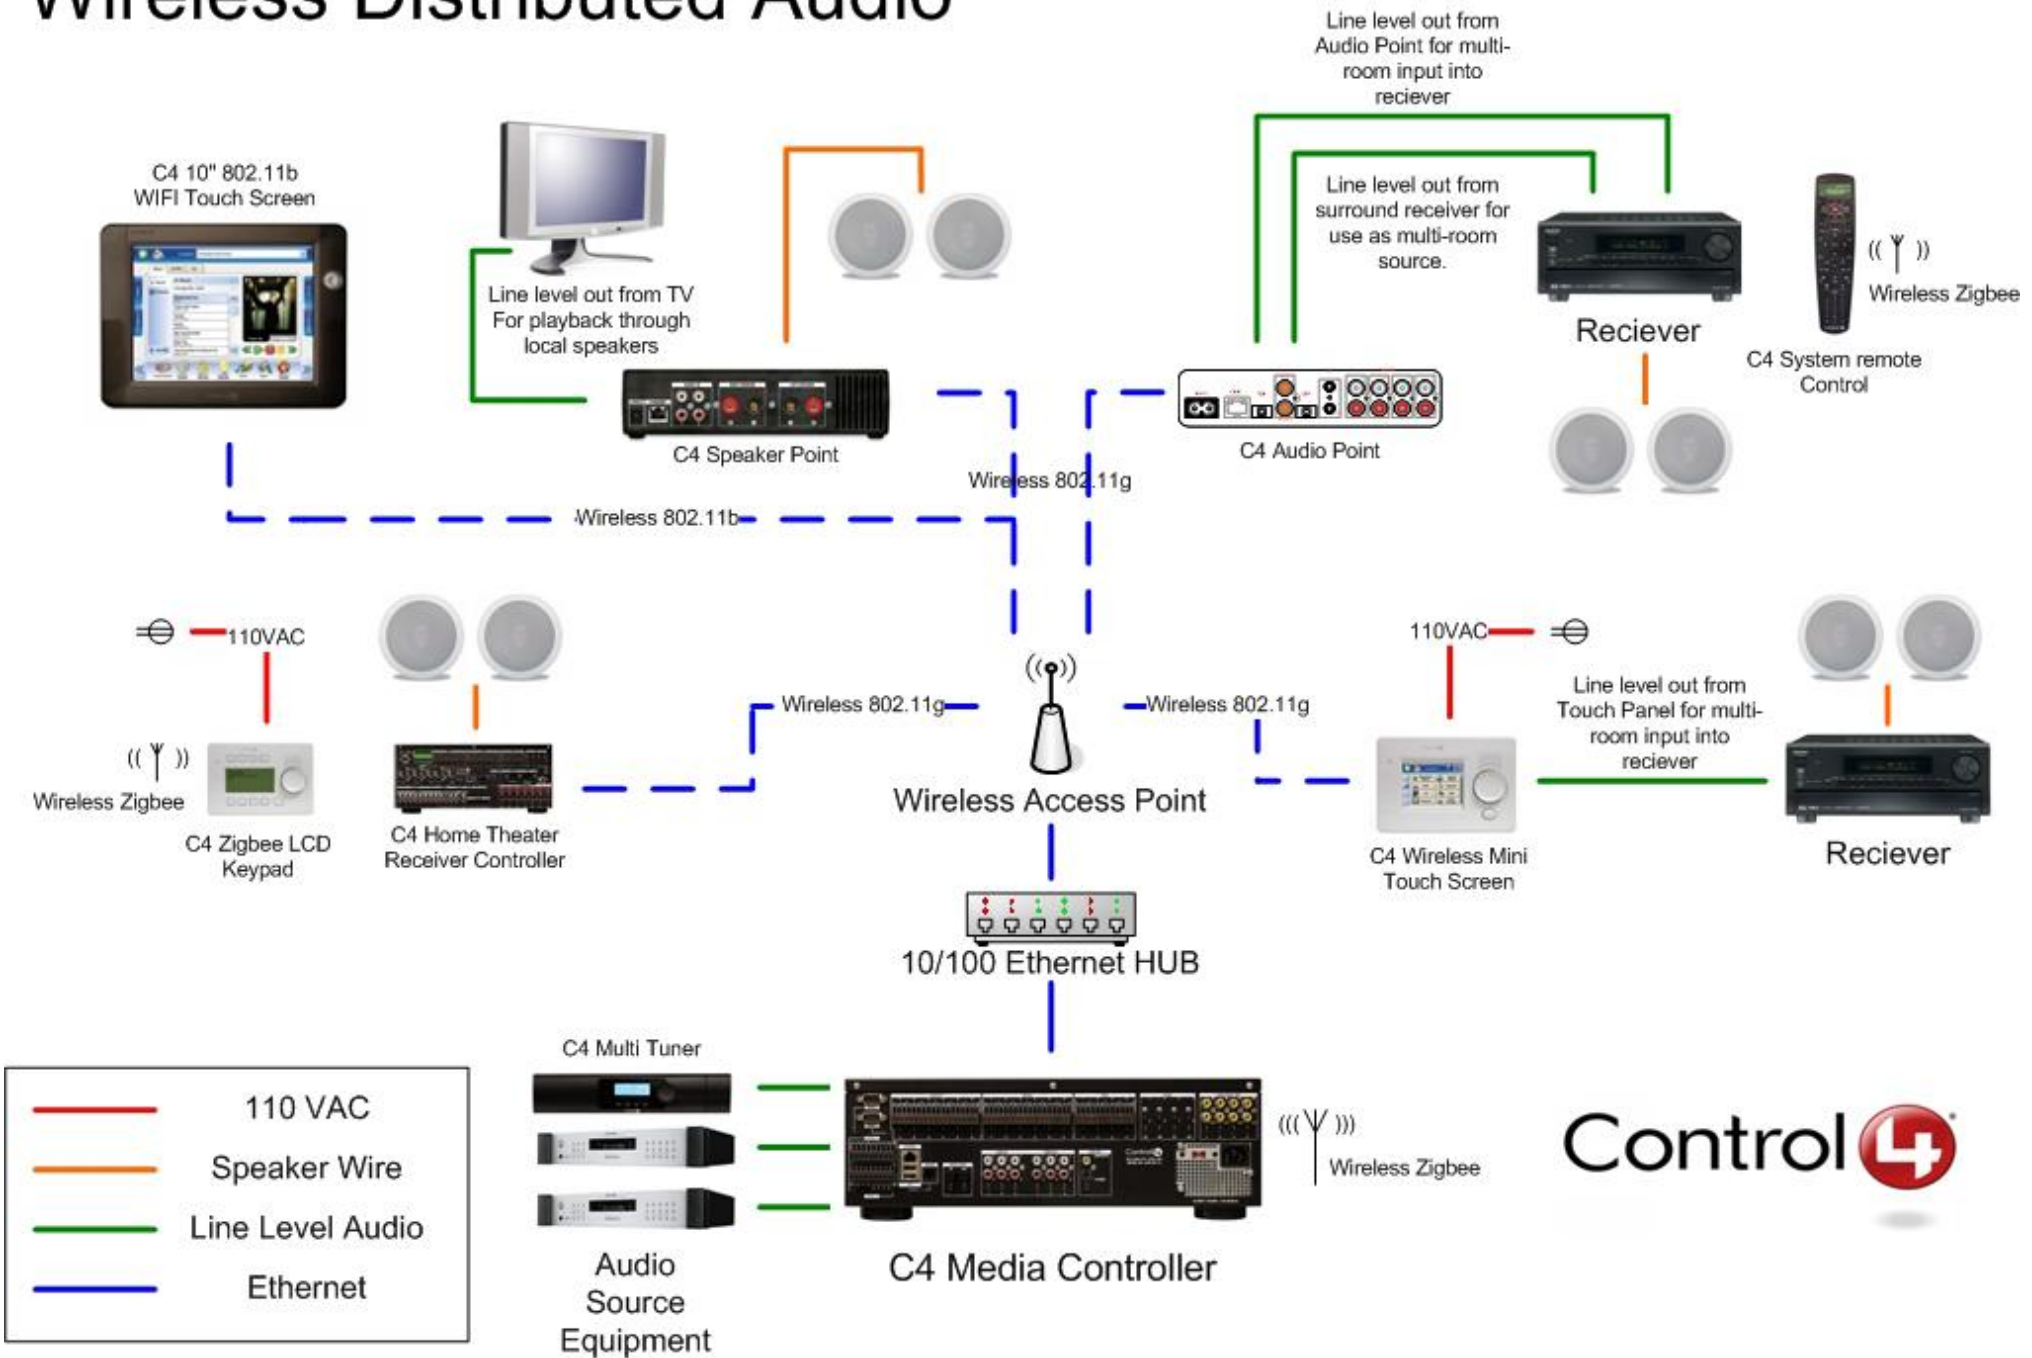 Wireless Distributed Audio
Line level out from
Audio Point for multi-
room input into
reciever
C4 10" 802.11b
WIFI Touch Screen
Line level out from TV
For playback through
local speakers
C4 Speaker Point
Line level out from
surround receiver for
use as multi-room
source.
Reciever
Wireless Zigbee
C4 System remote
Control
C4 Audio Point
Wireless 802.11g
Wireless 802.11b
110VAC
Wireless Zigbee
C4 Zigbee LCD
Keypad
C4 Home Theater
Receiver Controller
Wireless 802.11g
Wireless Access Point
Wireless 802.11g
110VAC
Line level out from
Touch Panel for multi-
room input into
reciever
C4 Wireless Mini
Touch Screen
Reciever
10/100 Ethernet HUB
110 VAC
Speaker Wire
Line Level Audio
Ethernet
C4 Multi Tuner
Audio
Source
Equipment
C4 Media Controller
Control4
Wireless Zigbee
Control4